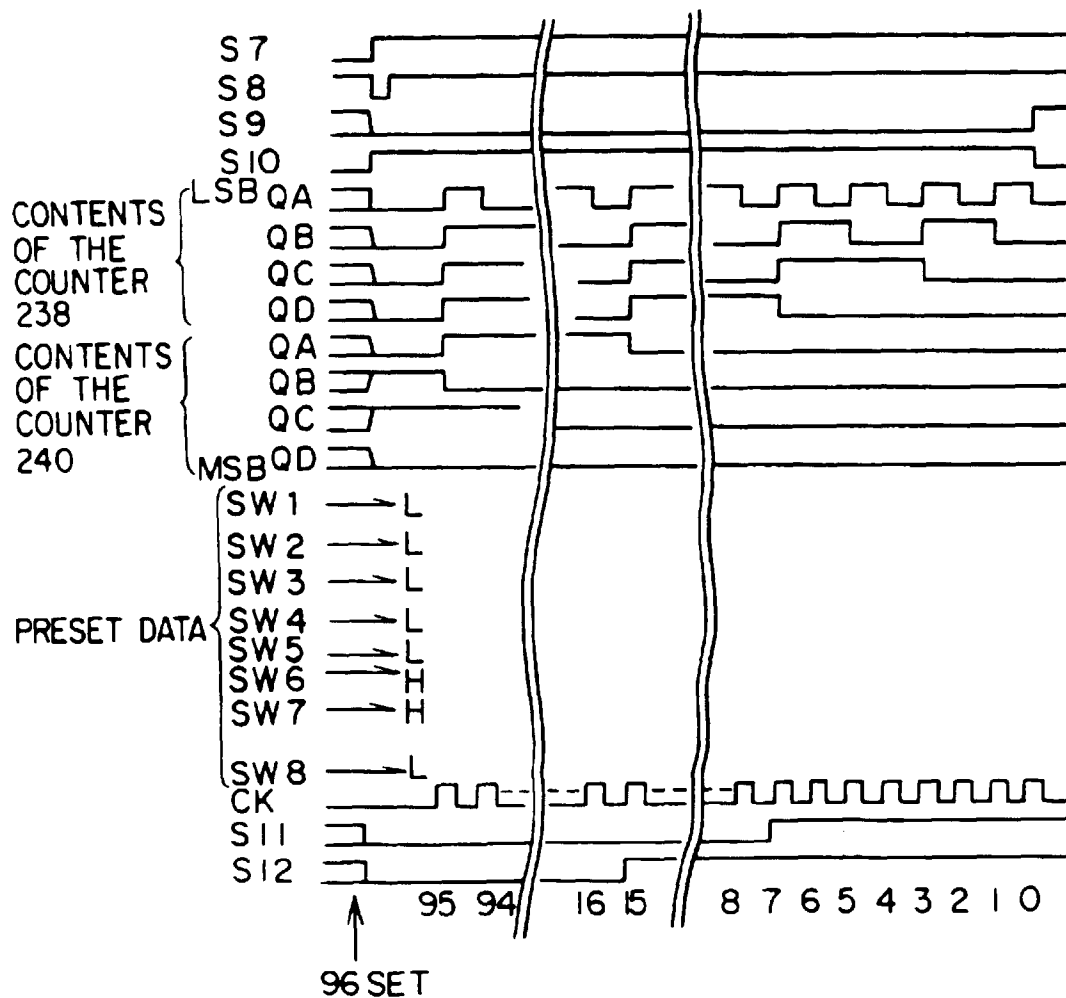 S7
S8
S9
S10
LSB QA
QB
QC
QD
CONTENTS
OF THE
COUNTER
238
QA
QB
QC
MSB QD
CONTENTS
OF THE
COUNTER
240
PRESET DATA
SW1 L
SW2 L
SW3 L
SW4 L
SW5 L
SW6 H
SW7 H
SW8 L
CK
S11
S12
95 94 16 15 8 7 6 5 4 3 2 1 0
96 SET